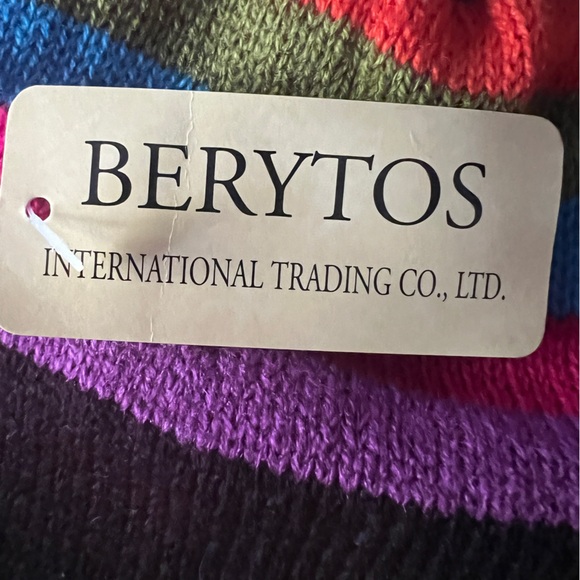 BERYTOS
INTERNATIONAL TRADING CO., LTD.